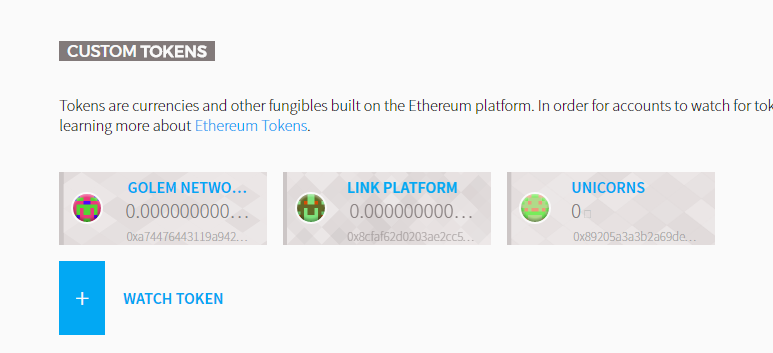 CUSTOM TOKENS
Tokens are currencies and other fungibles built on the Ethereum platform. In order for accounts to watch for tok
learning more about Ethereum Tokens.
GOLEM NETWO...
0.000000000...
0xa74476443119a942...
LINK PLATFORM
0.000000000...
0x8cfaf62d0203ae2cc5...
UNICORNS
0
0x89205a3a3b2a69de...
+ WATCH TOKEN